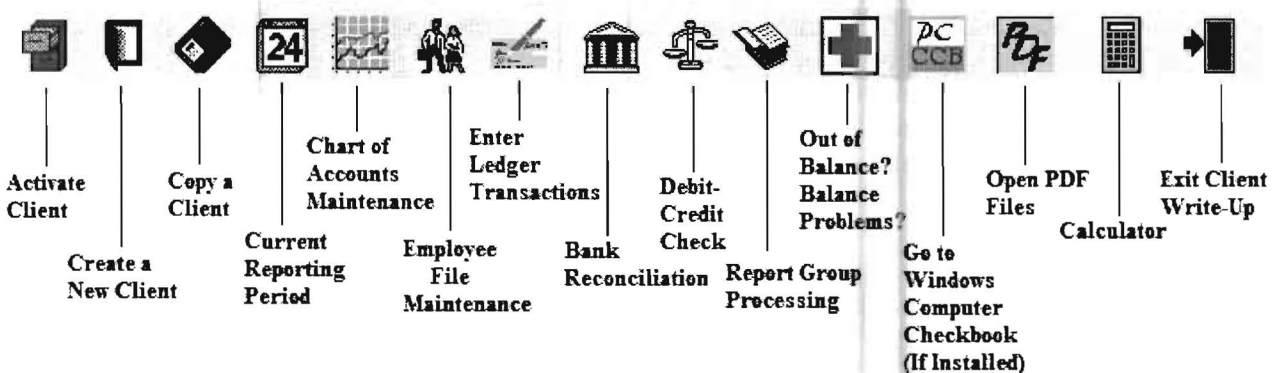 24
PC
CCB
PDF
Activate
Client
Create a
New Client
Copy a
Client
Current
Reporting
Period
Chart of
Accounts
Maintenance
Employee
File
Maintenance
Enter
Ledger
Transactions
Bank
Reconciliation
Debit-
Credit
Check
Report Group
Processing
Out of
Balance?
Balance
Problems?
Go to
Windows
Computer
Checkbook
(If Installed)
Open PDF
Files
Calculator
Exit Client
Write-Up